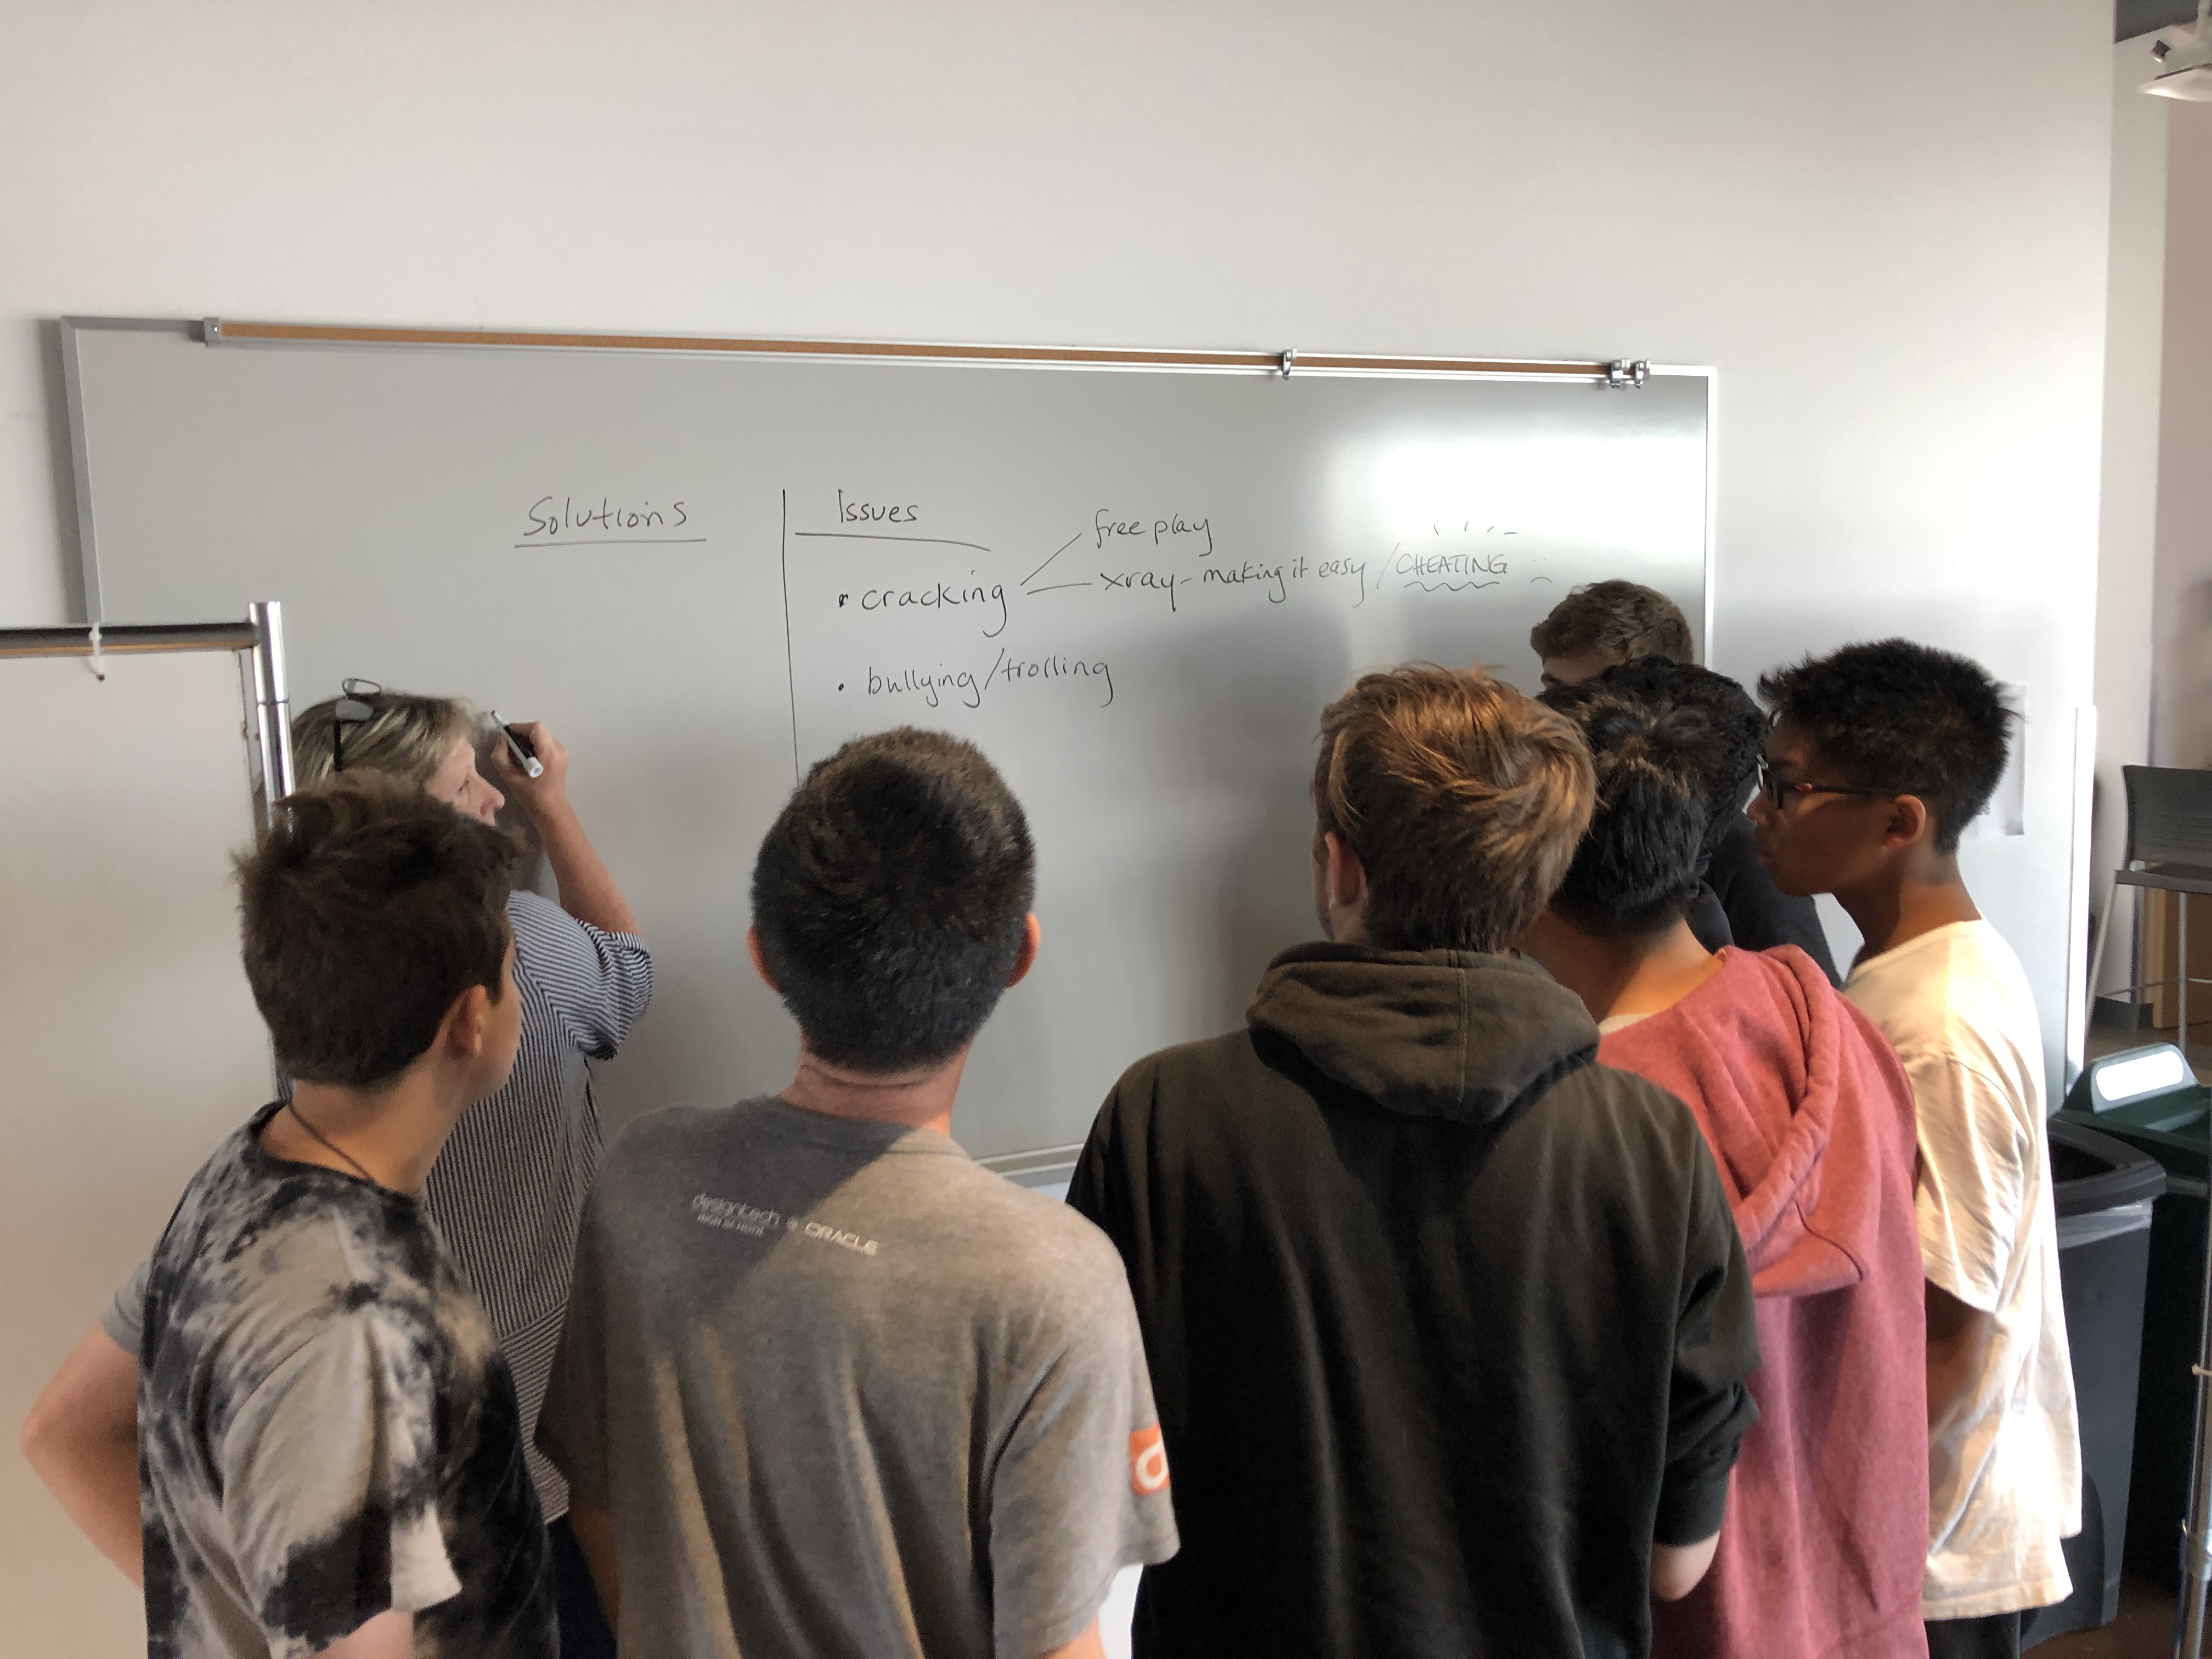 Solutions
Issues
• cracking
free play
xray - making it easy / CHEATING
• bullying/trolling
designtech @ ORACLE
HIGH SCHOOL